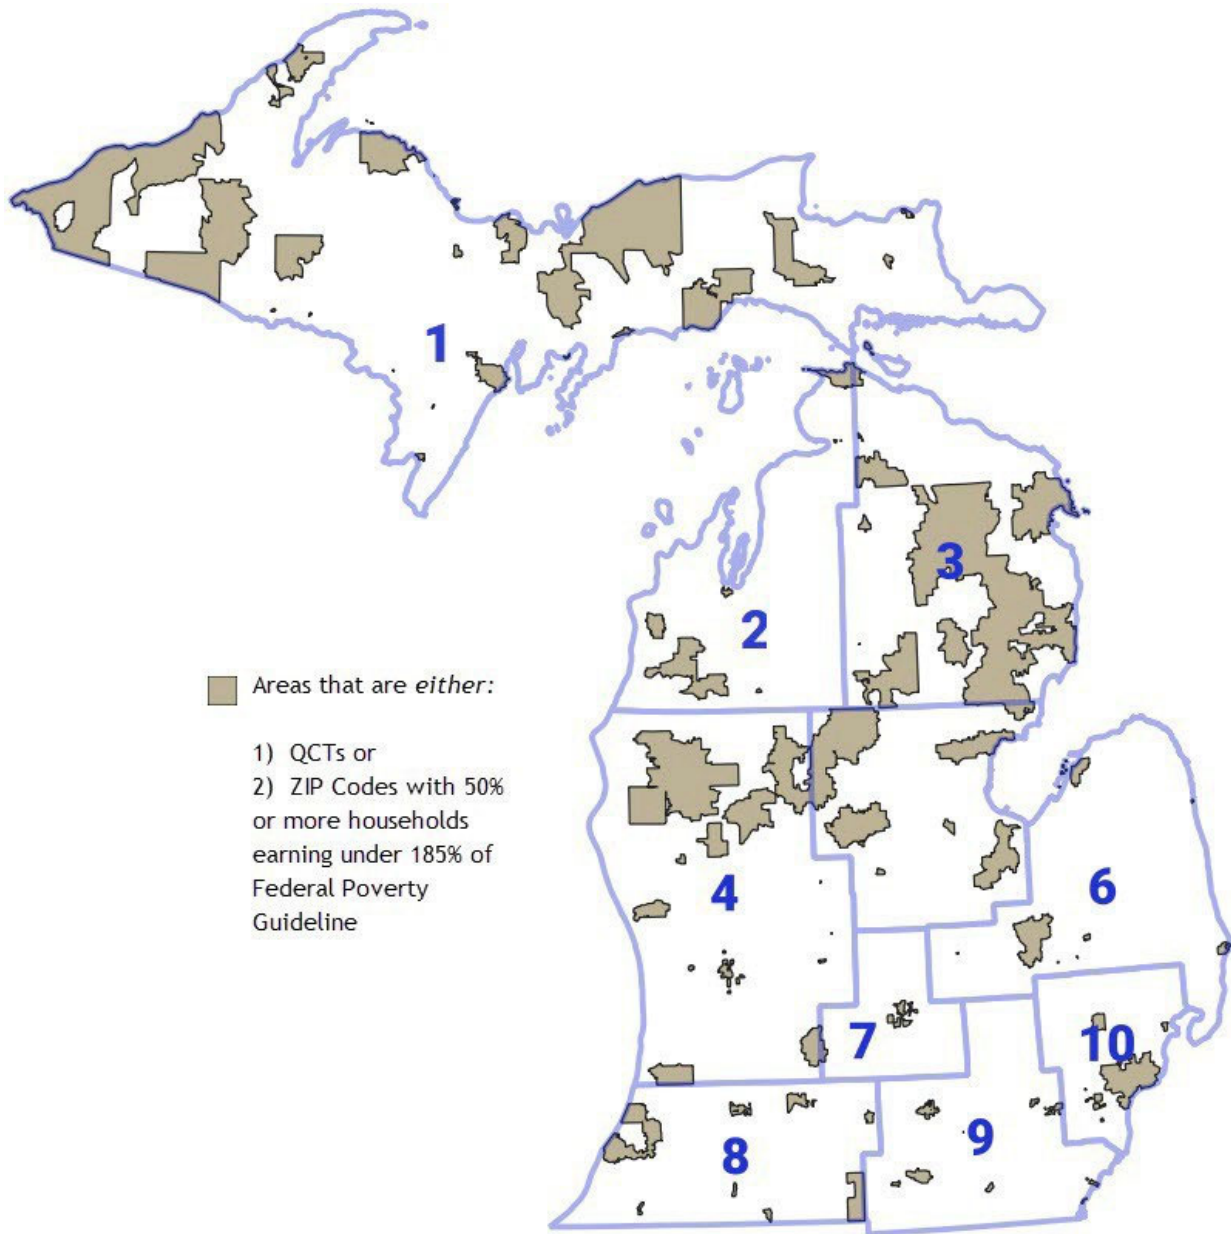 1
3
2
Areas that are either:
1) QCTs or
2) ZIP Codes with 50%
or more households
earning under 185% of
Federal Poverty
Guideline
4
6
7
10
9
8